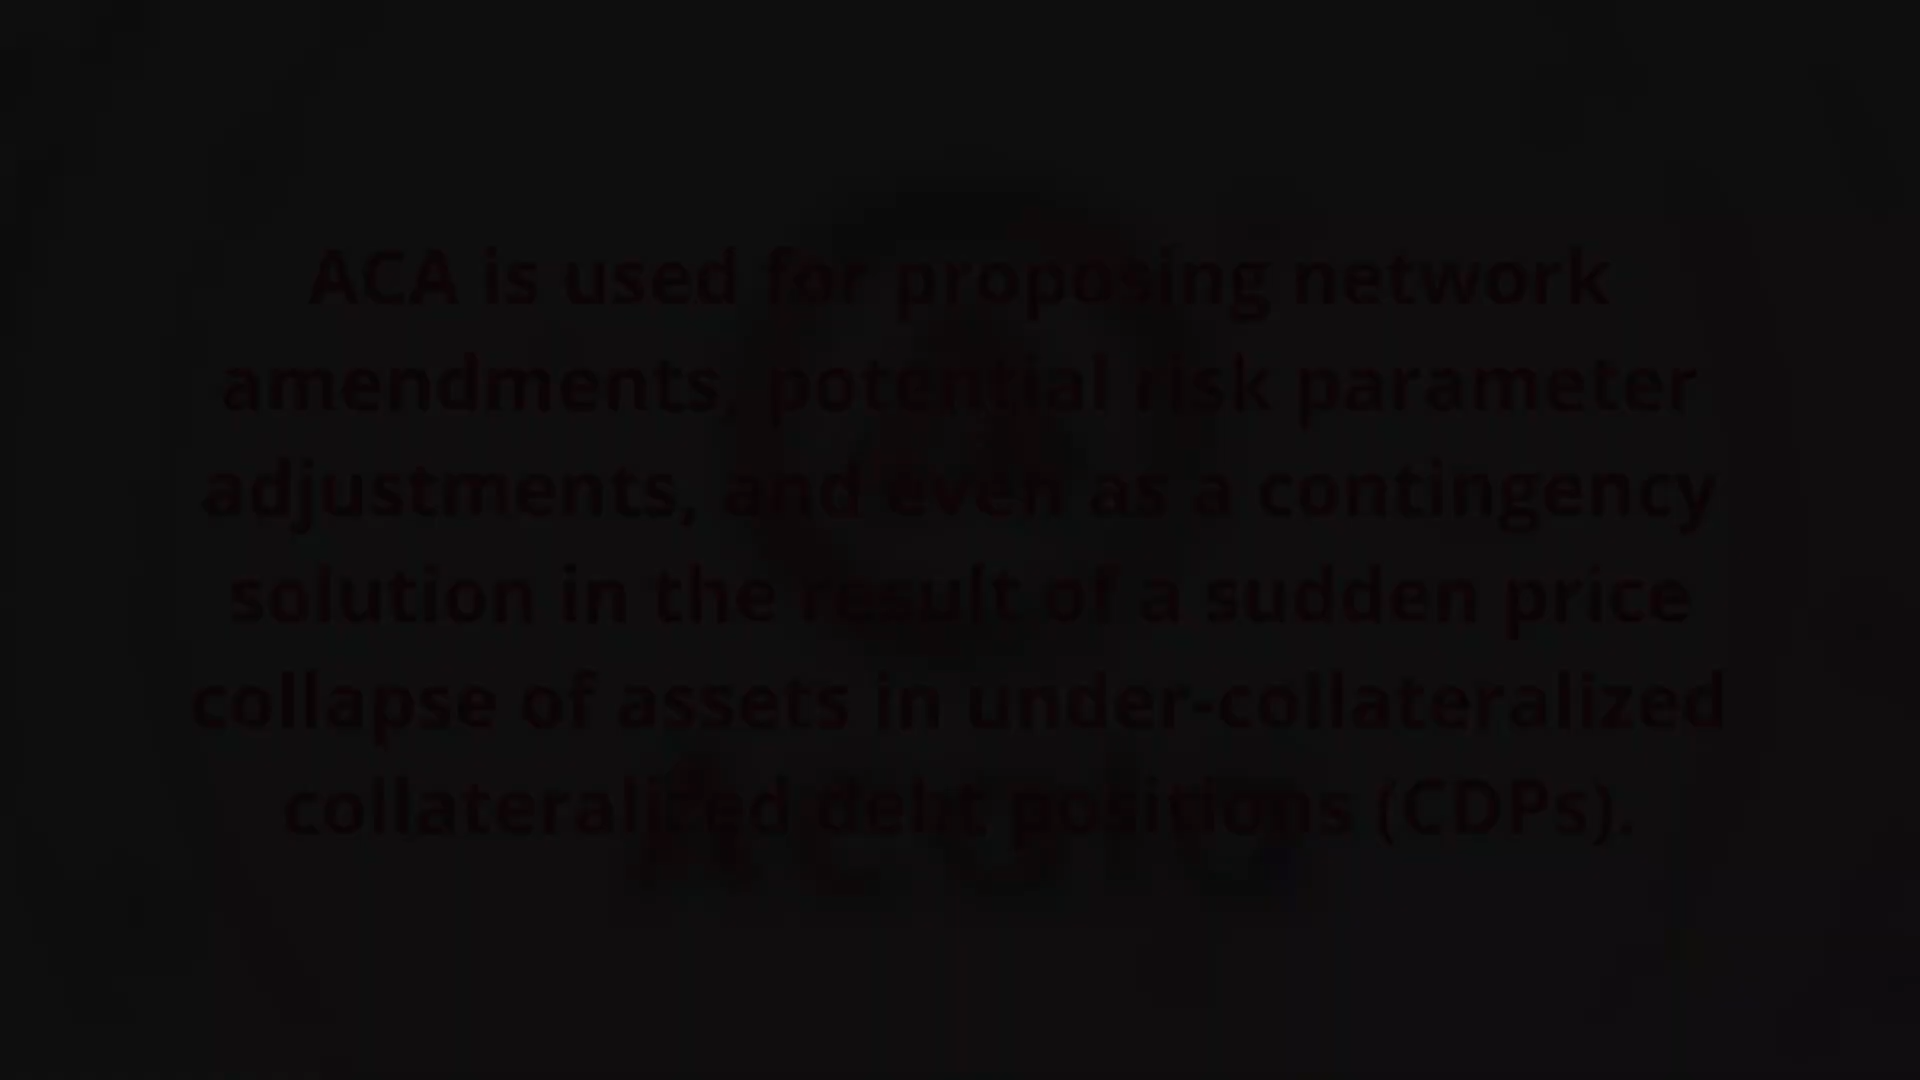 ACA is used for proposing network
amendments, potential risk parameter
adjustments, and even as a contingency
solution in the result of a sudden price
collapse of assets in under-collateralized
collateralized debt positions (CDPs).